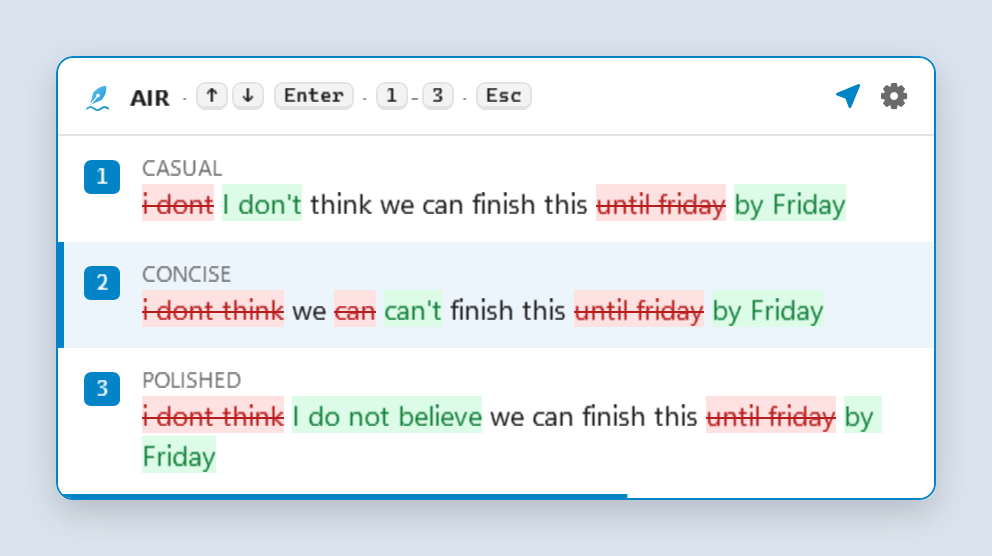 AIR · ↑ ↓ Enter · 1 - 3 · Esc
1 CASUAL
i dont I don't think we can finish this until friday by Friday
2 CONCISE
i dont think we can can't finish this until friday by Friday
3 POLISHED
i dont think I do not believe we can finish this until friday by
Friday